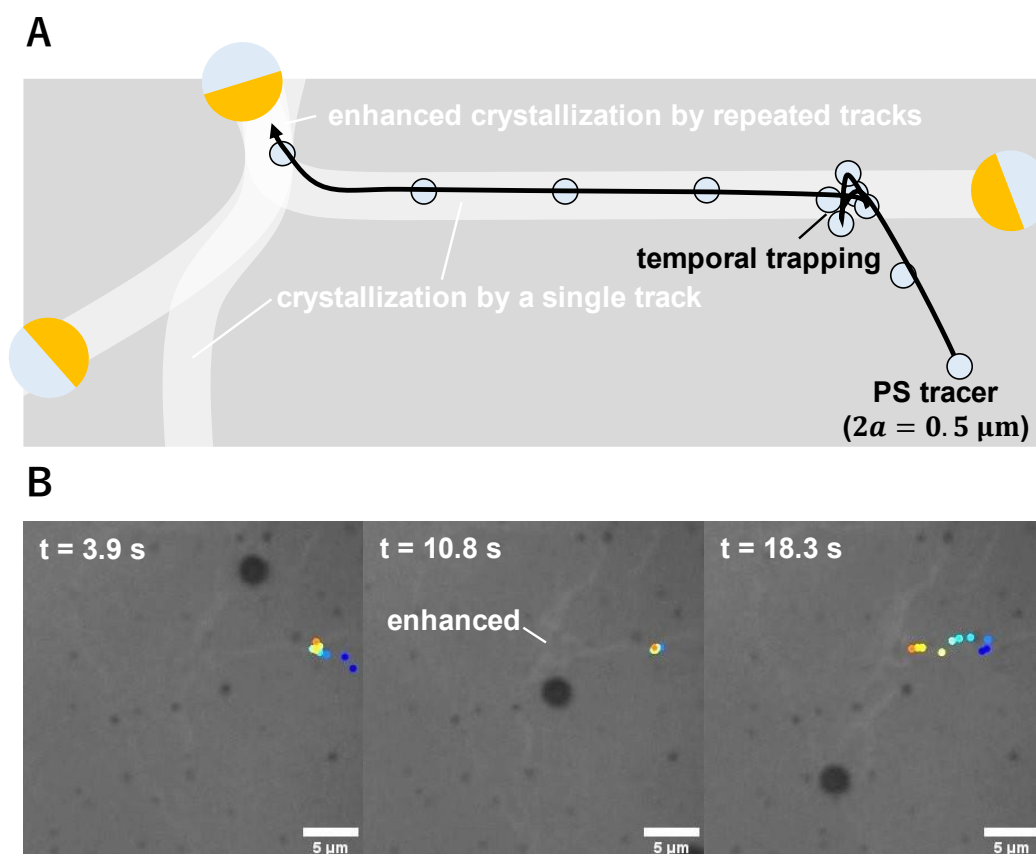 A
enhanced crystallization by repeated tracks
temporal trapping
crystallization by a single track
PS tracer
(2a = 0.5 μm)
B
t = 3.9 s
t = 10.8 s
t = 18.3 s
enhanced
5 μm
5 μm
5 μm